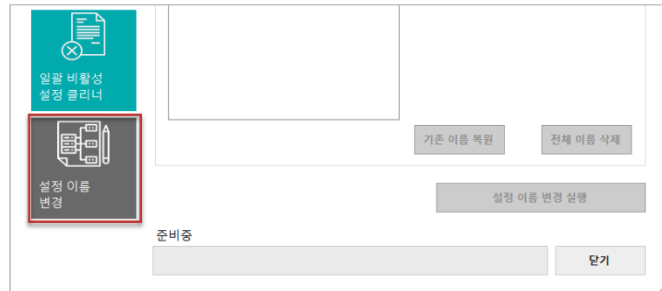 일괄 비활성
설정 클리너
기존 이름 복원
전체 이름 삭제
설정 이름
변경
설정 이름 변경 실행
준비중
닫기